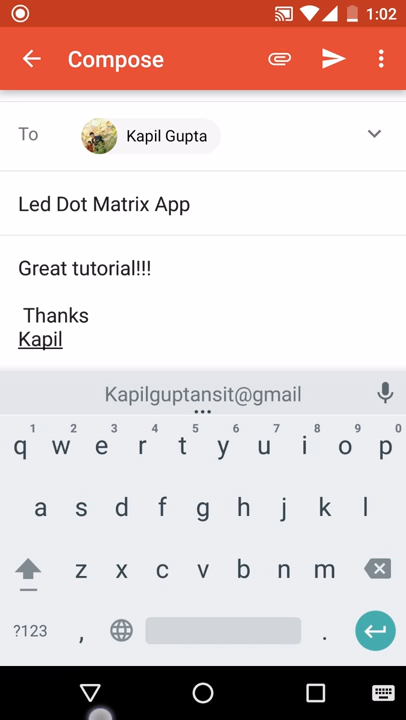 1:02
Compose
To Kapil Gupta
Led Dot Matrix App
Great tutorial!!!
Thanks
Kapil
Kapilguptansit@gmail
1 2 3 4 5 6 7 8 9 0
q w e r t y u i o p
a s d f g h j k l
z x c v b n m
?123 , .